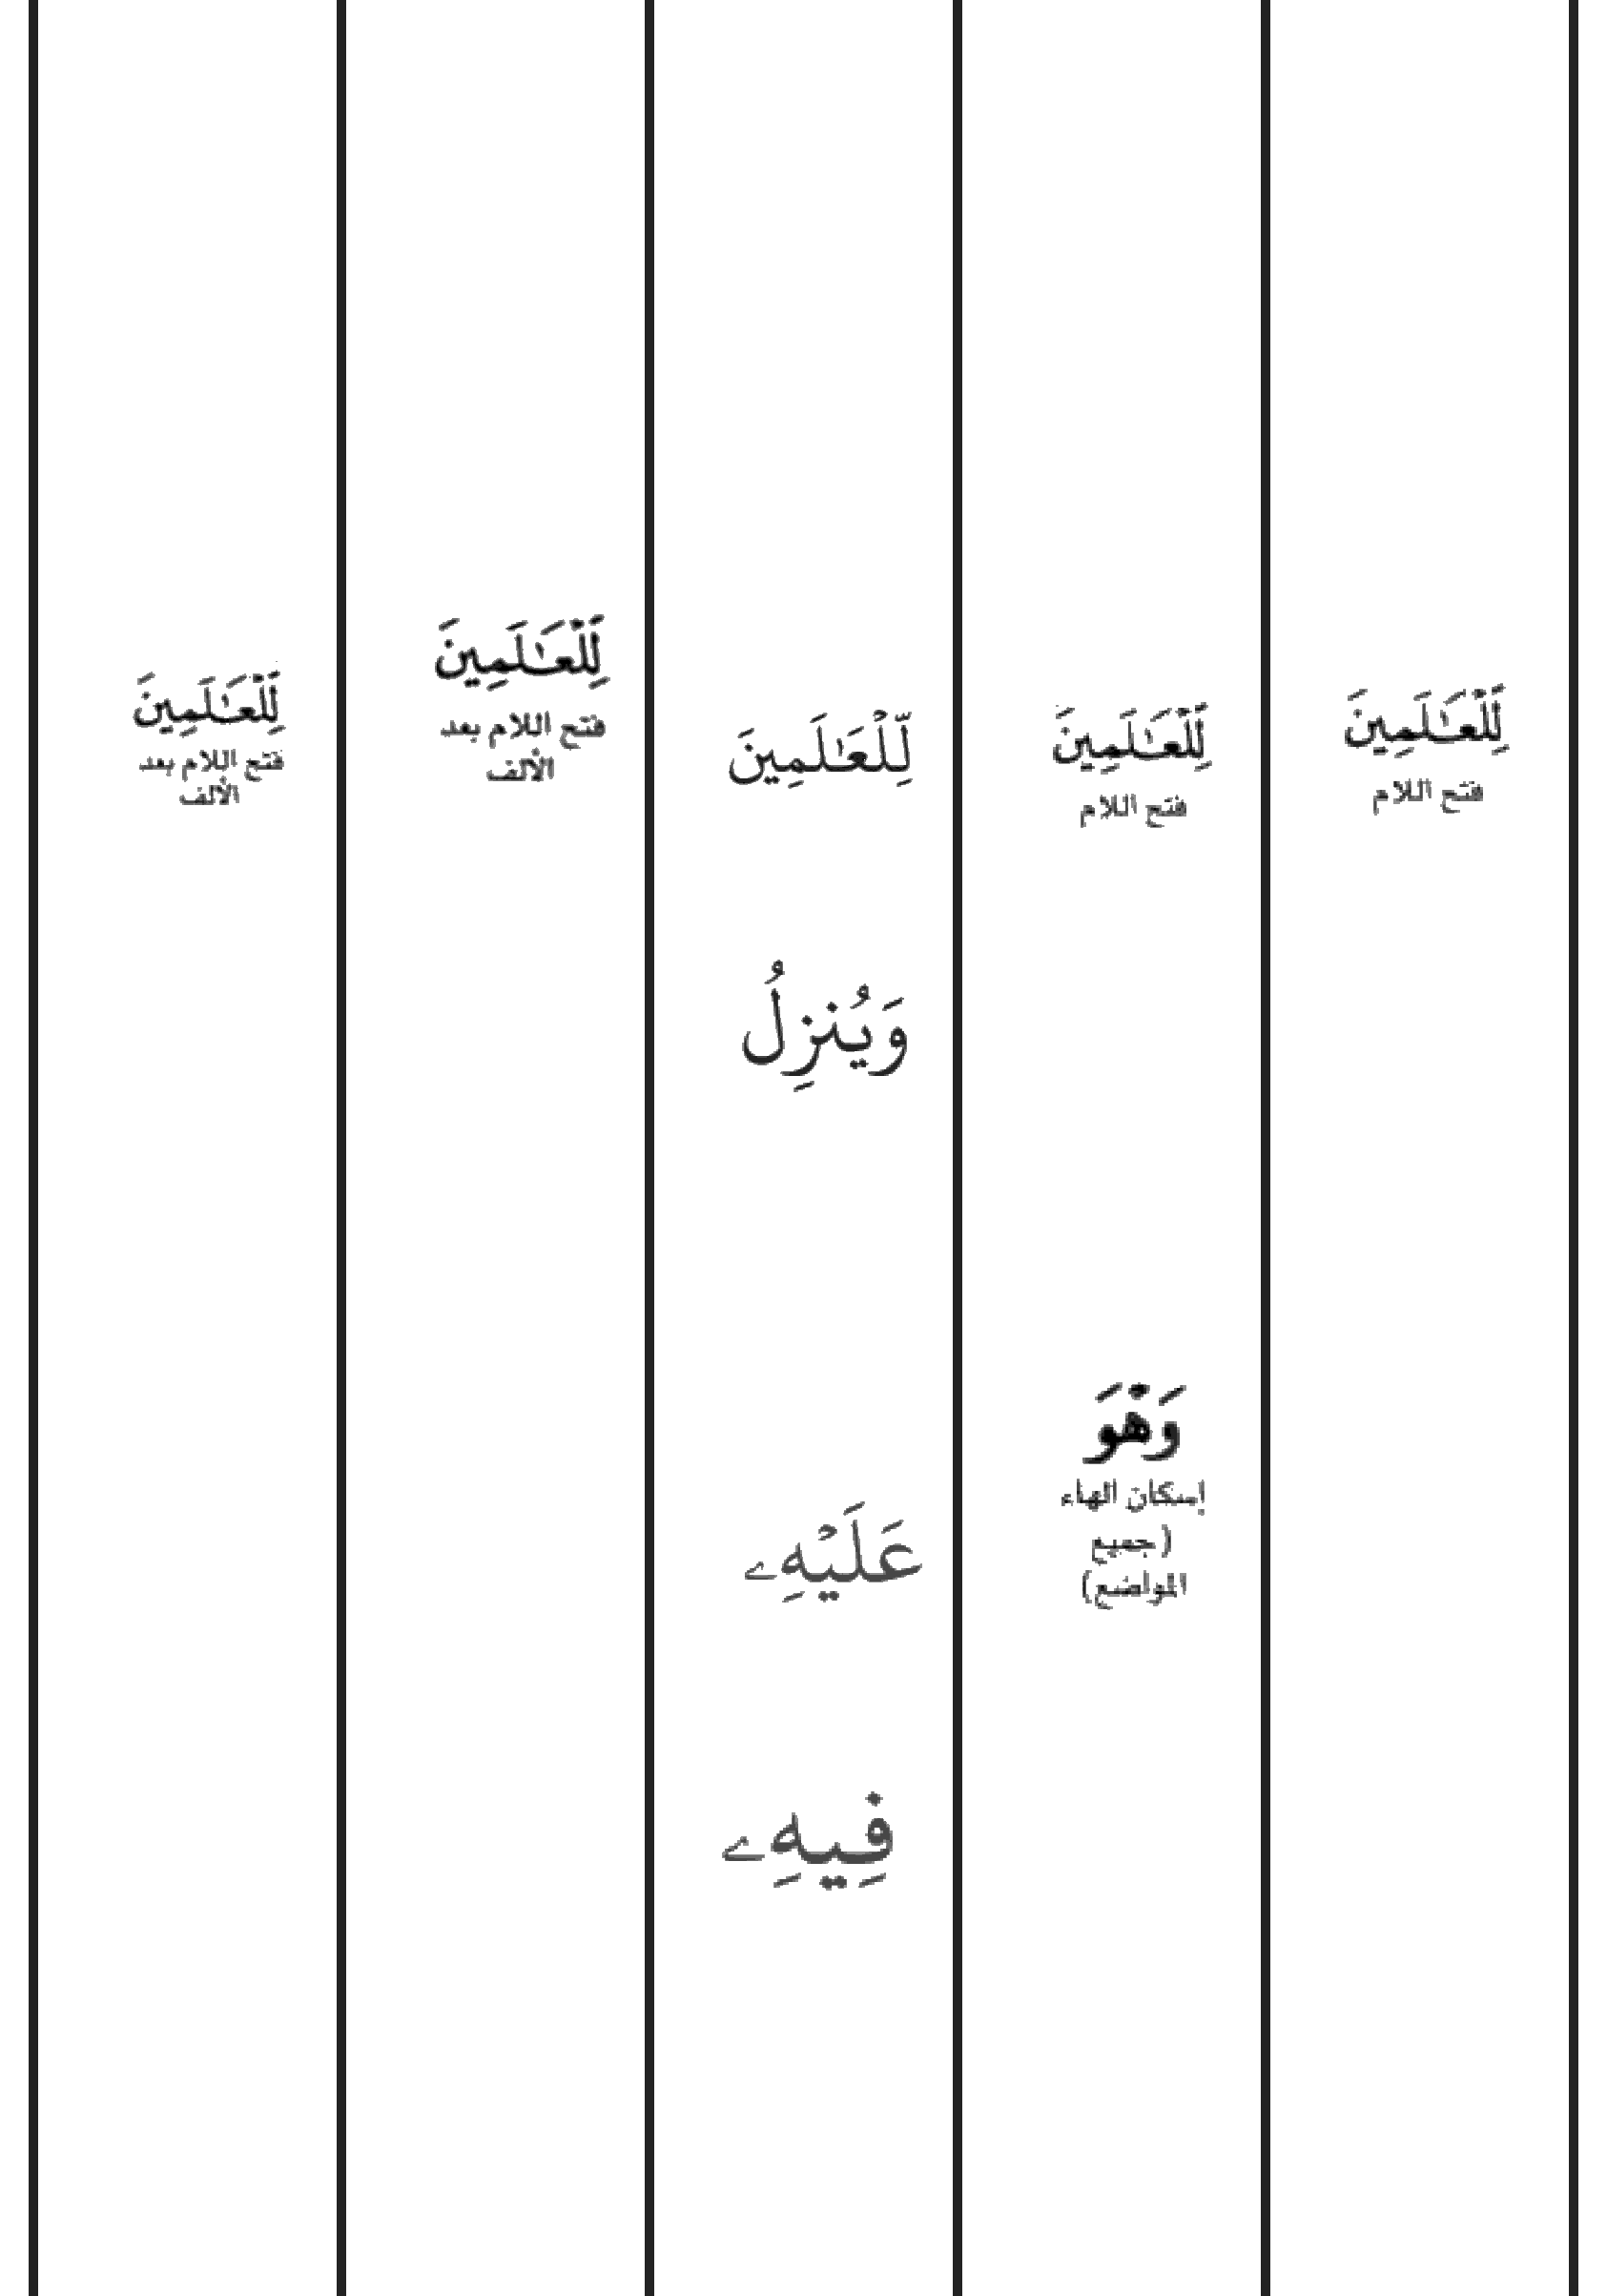 لِّلْعَـٰلَمِينَ
فتح اللام
لِّلْعَـٰلَمِينَ
فتح اللام
وَهْوَ
إسكان الهاء
(جميع
المواضع)
لِّلۡعَـٰلَمِينَ
وَيُنزِلُ
عَلَيۡهِۦ
فِيهِۦ
لِّلْعَـٰلَمِينَ
فتح اللام بعد
الألف
لِّلْعَـٰلَمِينَ
فتح اللام بعد
الألف